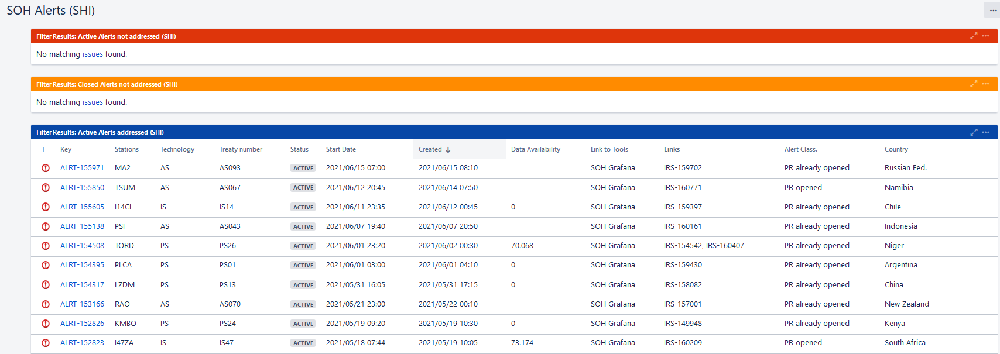 SOH Alerts (SHI)
Filter Results: Active Alerts not addressed (SHI)
No matching issues found.
Filter Results: Closed Alerts not addressed (SHI)
No matching issues found.
Filter Results: Active Alerts addressed (SHI)
T Key Stations Technology Treaty number Status Start Date Created ↓ Data Availability Link to Tools Links Alert Class. Country
ALRT-155971 MA2 AS AS093 ACTIVE 2021/06/15 07:00 2021/06/15 08:10 SOH Grafana IRS-159702 PR already opened Russian Fed.
ALRT-155850 TSUM AS AS067 ACTIVE 2021/06/12 20:45 2021/06/14 07:50 SOH Grafana IRS-160771 PR opened Namibia
ALRT-155605 I14CL IS IS14 ACTIVE 2021/06/11 23:35 2021/06/12 00:45 0 SOH Grafana IRS-159397 PR already opened Chile
ALRT-155138 PSI AS AS043 ACTIVE 2021/06/07 19:40 2021/06/07 20:50 SOH Grafana IRS-160161 PR already opened Indonesia
ALRT-154508 TORD PS PS26 ACTIVE 2021/06/01 23:20 2021/06/02 00:30 70.068 SOH Grafana IRS-154542, IRS-160407 PR already opened Niger
ALRT-154395 PLCA PS PS01 ACTIVE 2021/06/01 03:00 2021/06/01 04:10 0 SOH Grafana IRS-159430 PR already opened Argentina
ALRT-154317 LZDM PS PS13 ACTIVE 2021/05/31 16:05 2021/05/31 17:15 0 SOH Grafana IRS-158082 PR already opened China
ALRT-153166 RAO AS AS070 ACTIVE 2021/05/21 23:00 2021/05/22 00:10 SOH Grafana IRS-157001 PR already opened New Zealand
ALRT-152826 KMBO PS PS24 ACTIVE 2021/05/19 09:20 2021/05/19 10:30 0 SOH Grafana IRS-149948 PR already opened Kenya
ALRT-152823 I47ZA IS IS47 ACTIVE 2021/05/18 07:44 2021/05/19 10:05 73.174 SOH Grafana IRS-160209 PR opened South Africa